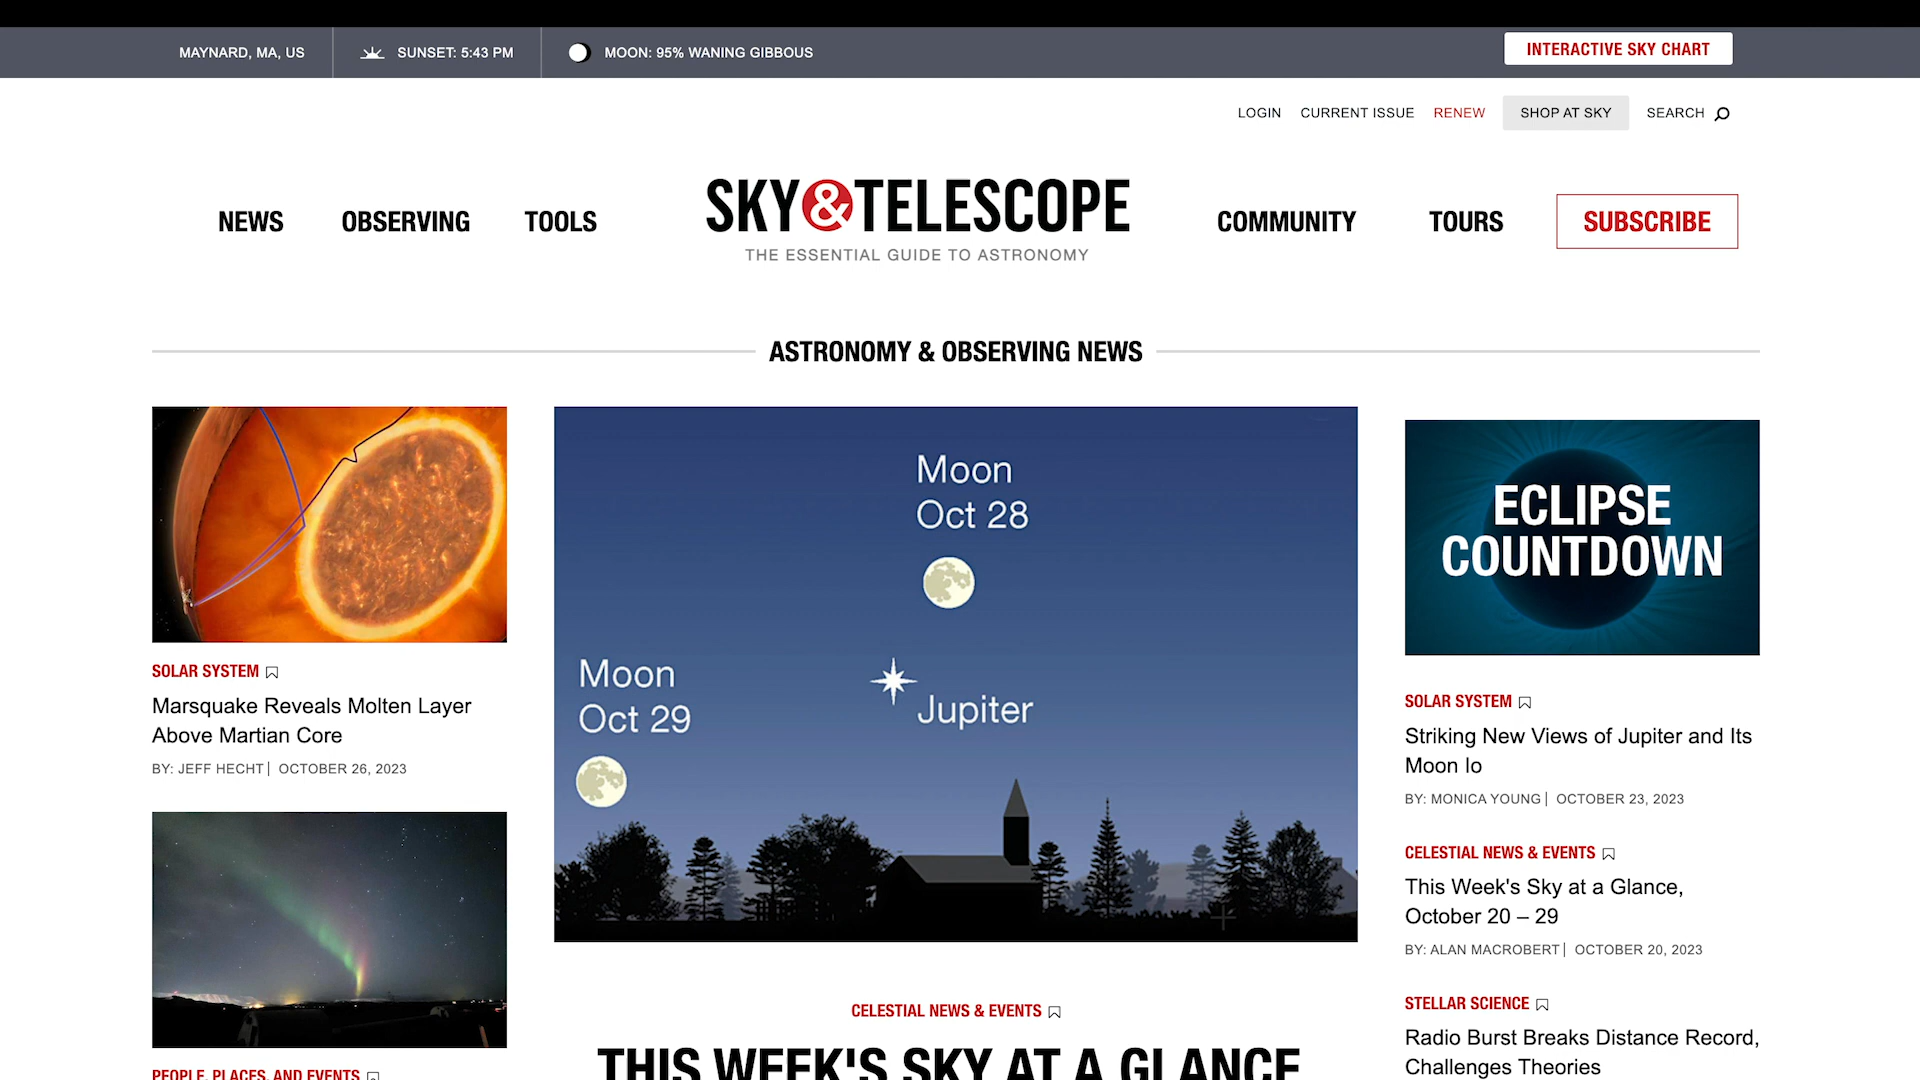 MAYNARD, MA, US
SUNSET: 5:43 PM
MOON: 95% WANING GIBBOUS
INTERACTIVE SKY CHART
LOGIN
CURRENT ISSUE
RENEW
SHOP AT SKY
SEARCH
NEWS
OBSERVING
TOOLS
SKY&TELESCOPE
THE ESSENTIAL GUIDE TO ASTRONOMY
COMMUNITY
TOURS
SUBSCRIBE
ASTRONOMY & OBSERVING NEWS
SOLAR SYSTEM
Marsquake Reveals Molten Layer
Above Martian Core
BY: JEFF HECHT | OCTOBER 26, 2023
PEOPLE, PLACES, AND EVENTS
Moon
Oct 28
Moon
Oct 29
Jupiter
CELESTIAL NEWS & EVENTS
THIS WEEK'S SKY AT A GLANCE
ECLIPSE
COUNTDOWN
SOLAR SYSTEM
Striking New Views of Jupiter and Its
Moon Io
BY: MONICA YOUNG | OCTOBER 23, 2023
CELESTIAL NEWS & EVENTS
This Week's Sky at a Glance,
October 20 – 29
BY: ALAN MACROBERT | OCTOBER 20, 2023
STELLAR SCIENCE
Radio Burst Breaks Distance Record,
Challenges Theories